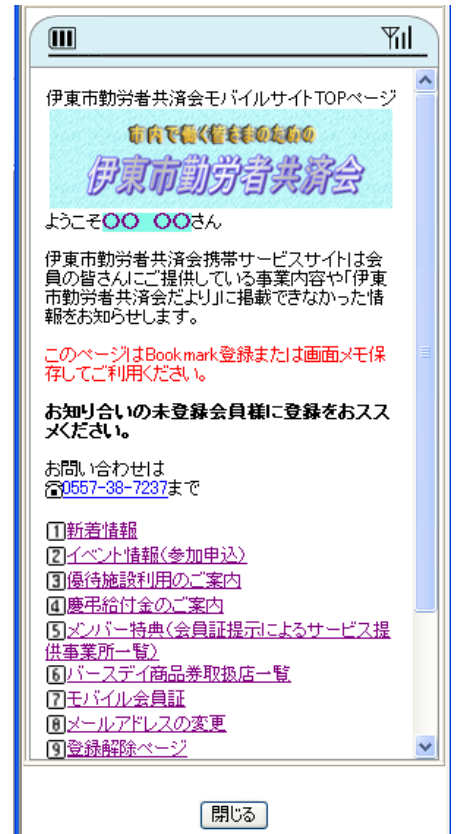 伊東市勤労者共済会モバイルサイトTOPページ
市内で働く皆さまのための
伊東市勤労者共済会
ようこそ○○ ○○さん
伊東市勤労者共済会携帯サービスサイトは会
員の皆さんにご提供している事業内容や「伊東
市勤労者共済会だより」に掲載できなかった情
報をお知らせします。
このページはBookmark登録または画面メモ保
存してご利用ください。
お知り合いの未登録会員様に登録をおスス
メください。
お問い合わせは
☎0557-38-7237まで
1新着情報
2イベント情報(参加申込)
3優待施設利用のご案内
4慶弔給付金のご案内
5メンバー特典(会員証提示によるサービス提
供事業所一覧)
6バースデイ商品券取扱店一覧
7モバイル会員証
8メールアドレスの変更
9登録解除ページ
閉じる